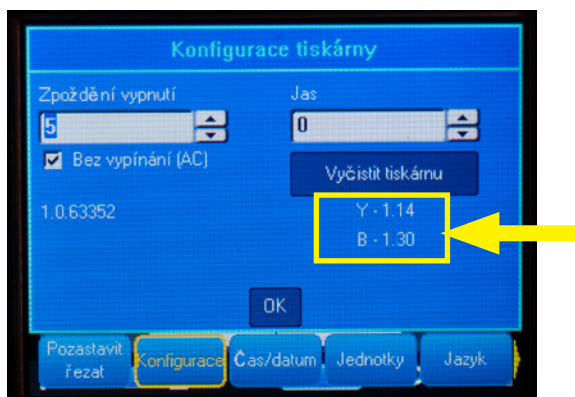 Konfigurace tiskárny
Zpoždění vypnutí
Jas
5
0
Bez vypínání (AC)
Vyčistit tiskárnu
1.0.63352
Y - 1.14
B - 1.30
OK
Pozastavit řezat
Konfigurace
Čas/datum
Jednotky
Jazyk